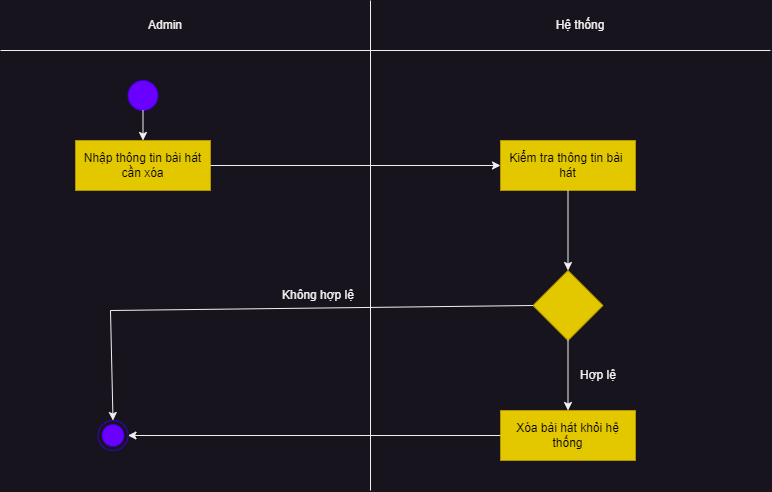 Admin
Hệ thống
Nhập thông tin bài hát
cần xóa
Kiểm tra thông tin bài
hát
Không hợp lệ
Hợp lệ
Xóa bài hát khỏi hệ
thống